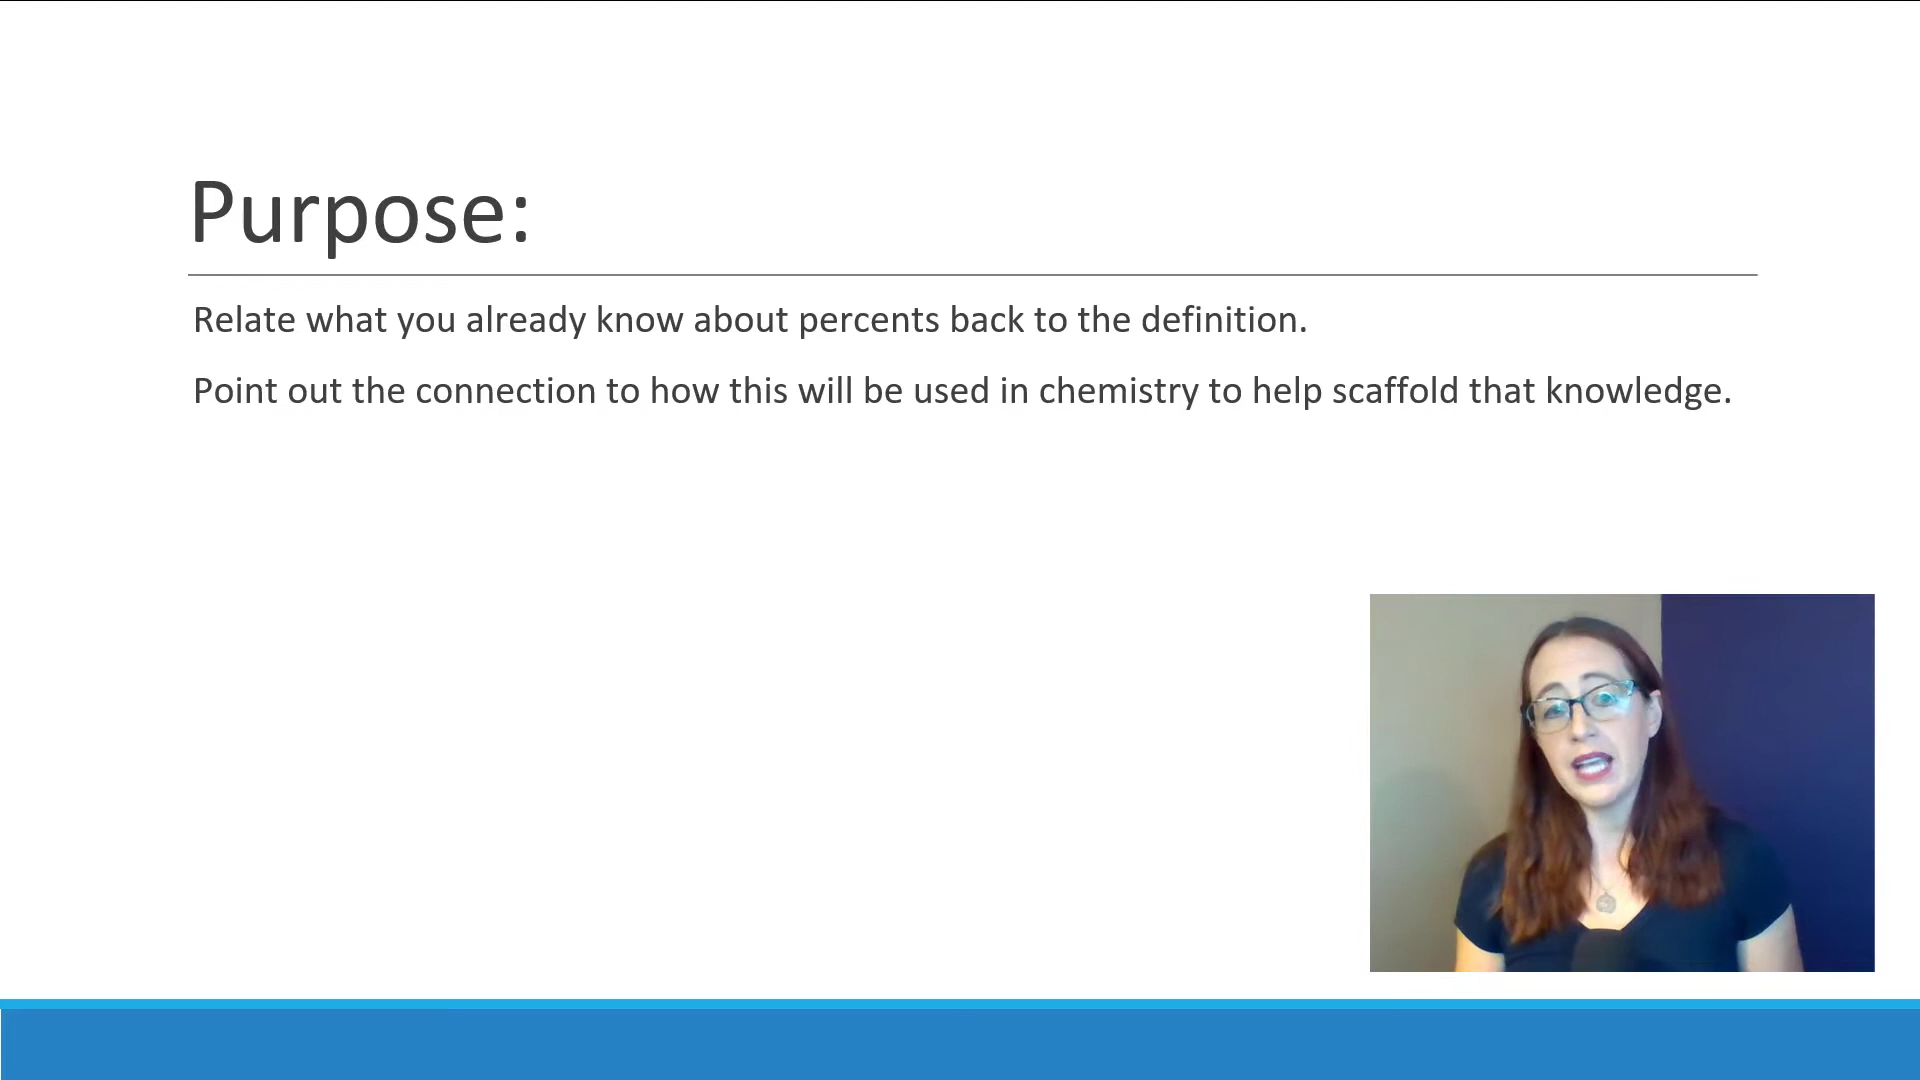 Purpose:
Relate what you already know about percents back to the definition.
Point out the connection to how this will be used in chemistry to help scaffold that knowledge.